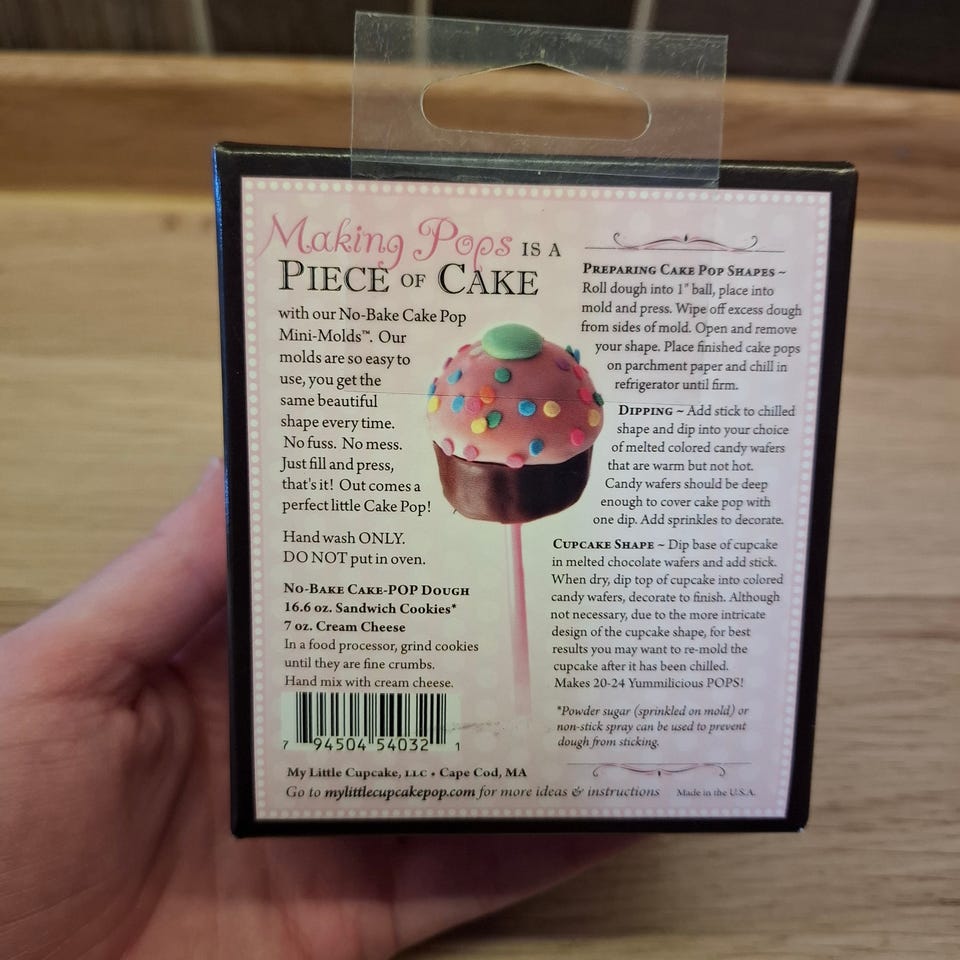 Making Pops IS A
PIECE OF CAKE
with our No-Bake Cake Pop
Mini-Molds™. Our
molds are so easy to
use, you get the
same beautiful
shape every time.
No fuss. No mess.
Just fill and press,
that's it! Out comes a
perfect little Cake Pop!
Hand wash ONLY.
DO NOT put in oven.
NO-BAKE CAKE-POP DOUGH
16.6 oz. Sandwich Cookies*
7 oz. Cream Cheese
In a food processor, grind cookies
until they are fine crumbs.
Hand mix with cream cheese.
7 94504 54032 1
PREPARING CAKE POP SHAPES ~
Roll dough into 1" ball, place into
mold and press. Wipe off excess dough
from sides of mold. Open and remove
your shape. Place finished cake pops
on parchment paper and chill in
refrigerator until firm.
DIPPING ~ Add stick to chilled
shape and dip into your choice
of melted colored candy wafers
that are warm but not hot.
Candy wafers should be deep
enough to cover cake pop with
one dip. Add sprinkles to decorate.
CUPCAKE SHAPE ~ Dip base of cupcake
in melted chocolate wafers and add stick.
When dry, dip top of cupcake into colored
candy wafers, decorate to finish. Although
not necessary, due to the more intricate
design of the cupcake shape, for best
results you may want to re-mold the
cupcake after it has been chilled.
Makes 20-24 Yummilicious POPS!
*Powder sugar (sprinkled on mold) or
non-stick spray can be used to prevent
dough from sticking.
My Little Cupcake, LLC • Cape Cod, MA
Go to mylittlecupcakepop.com for more ideas & instructions Made in the U.S.A.